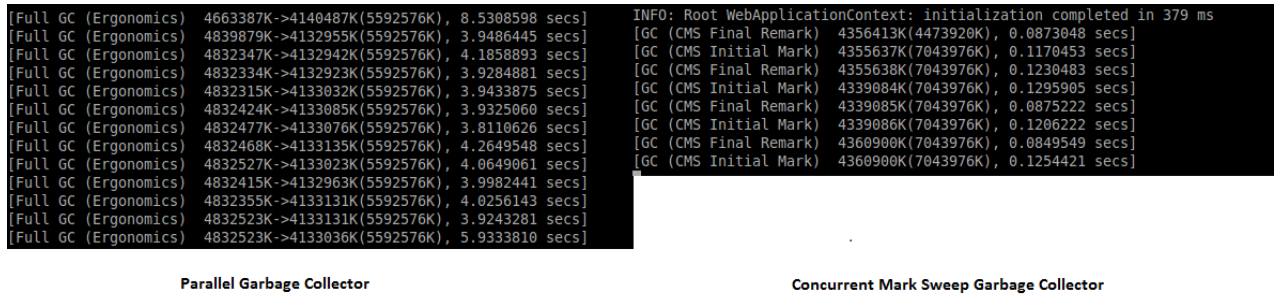 [Full GC (Ergonomics)  4663387K->4140487K(5592576K), 8.5308598 secs]
[Full GC (Ergonomics)  4839879K->4132955K(5592576K), 3.9486445 secs]
[Full GC (Ergonomics)  4832347K->4132942K(5592576K), 4.1858893 secs]
[Full GC (Ergonomics)  4832334K->4132923K(5592576K), 3.9284881 secs]
[Full GC (Ergonomics)  4832315K->4133032K(5592576K), 3.9433875 secs]
[Full GC (Ergonomics)  4832424K->4133085K(5592576K), 3.9325060 secs]
[Full GC (Ergonomics)  4832477K->4133076K(5592576K), 3.8110626 secs]
[Full GC (Ergonomics)  4832468K->4133135K(5592576K), 4.2649548 secs]
[Full GC (Ergonomics)  4832527K->4133023K(5592576K), 4.0649061 secs]
[Full GC (Ergonomics)  4832415K->4132963K(5592576K), 3.9982441 secs]
[Full GC (Ergonomics)  4832355K->4133131K(5592576K), 4.0256143 secs]
[Full GC (Ergonomics)  4832523K->4133131K(5592576K), 3.9243281 secs]
[Full GC (Ergonomics)  4832523K->4133036K(5592576K), 5.9333810 secs]
Parallel Garbage Collector
INFO: Root WebApplicationContext: initialization completed in 379 ms
[GC (CMS Final Remark)  4356413K(4473920K), 0.0873048 secs]
[GC (CMS Initial Mark)  4355637K(7043976K), 0.1170453 secs]
[GC (CMS Final Remark)  4355638K(7043976K), 0.1230483 secs]
[GC (CMS Initial Mark)  4339084K(7043976K), 0.1295905 secs]
[GC (CMS Final Remark)  4339085K(7043976K), 0.0875222 secs]
[GC (CMS Initial Mark)  4339086K(7043976K), 0.1206222 secs]
[GC (CMS Final Remark)  4360900K(7043976K), 0.0849549 secs]
[GC (CMS Initial Mark)  4360900K(7043976K), 0.1254421 secs]
Concurrent Mark Sweep Garbage Collector